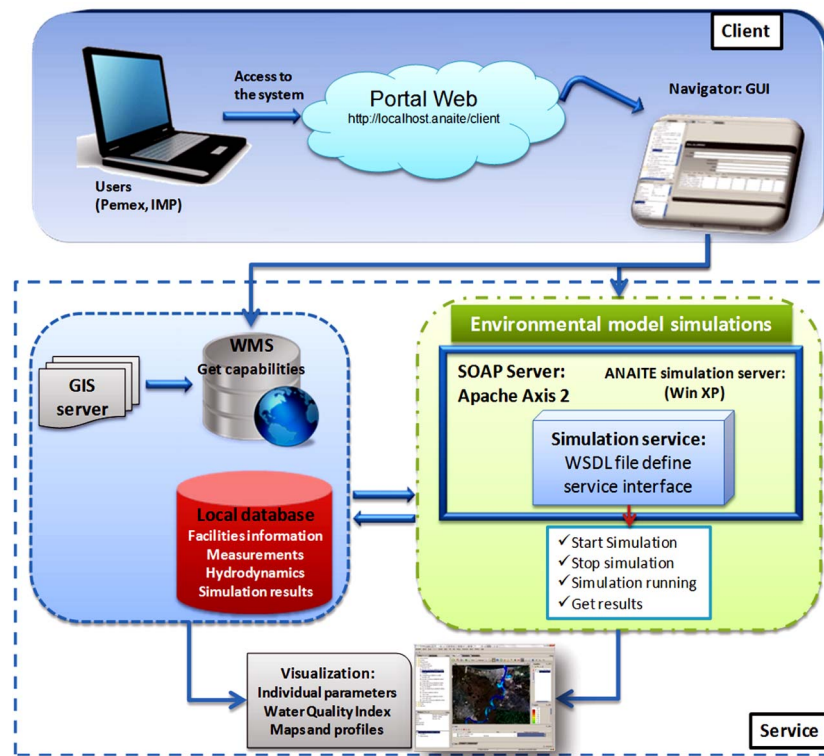 Client
Access to
the system
Portal Web
http://localhost.anaite/client
Navigator: GUI
Users
(Pemex, IMP)
Environmental model simulations
WMS
Get capabilities
GIS
server
SOAP Server:
Apache Axis 2
ANAITE simulation server:
(Win XP)
Simulation service:
WSDL file define
service interface
Local database
Facilities information
Measurements
Hydrodynamics
Simulation results
✓Start Simulation
✓Stop simulation
✓Simulation running
✓Get results
Visualization:
Individual parameters
Water Quality Index
Maps and profiles
Service